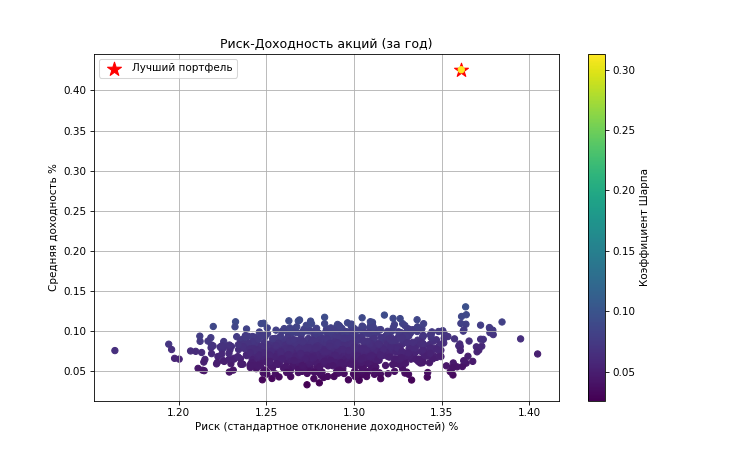 Риск-Доходность акций (за год)
Лучший портфель
0.40
0.35
0.30
0.25
0.20
0.15
0.10
0.05
Средняя доходность %
1.20 1.25 1.30 1.35 1.40
Риск (стандартное отклонение доходностей) %
0.30
0.25
0.20
0.15
0.10
0.05
Коэффициент Шарпа